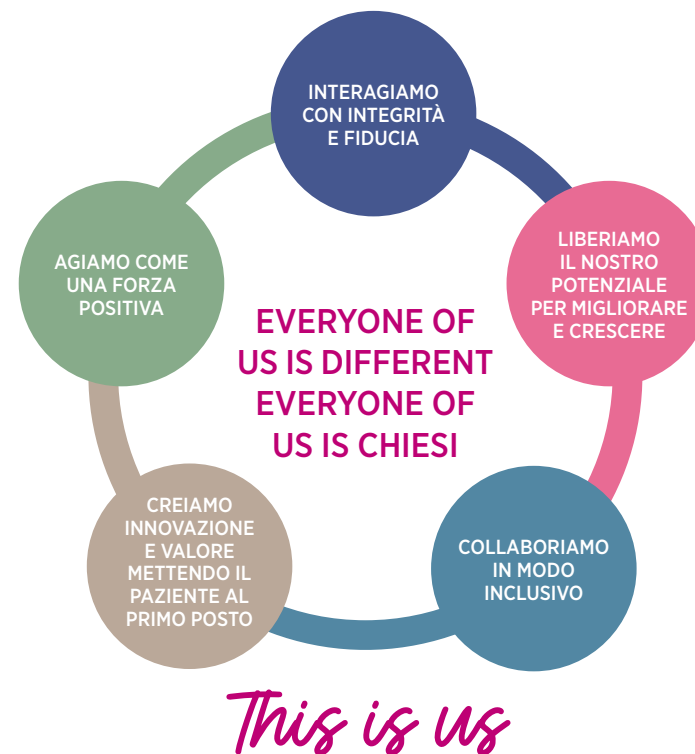 INTERAGIAMO
CON INTEGRITÀ
E FIDUCIA
LIBERIAMO
IL NOSTRO
POTENZIALE
PER MIGLIORARE
E CRESCERE
AGIAMO COME
UNA FORZA
POSITIVA
EVERYONE OF
US IS DIFFERENT
EVERYONE OF
US IS CHIESI
CREIAMO
INNOVAZIONE
E VALORE
METTENDO IL
PAZIENTE AL
PRIMO POSTO
COLLABORIAMO
IN MODO
INCLUSIVO
This is us